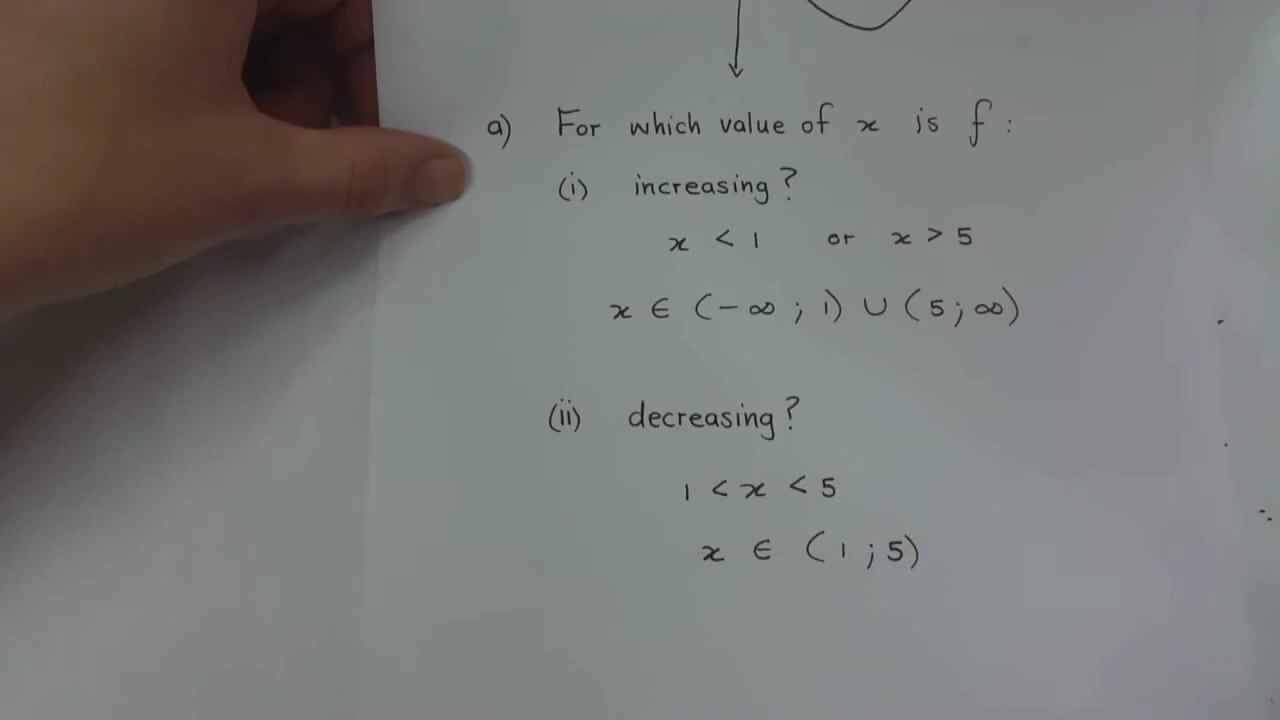 a) For which value of x is f :
(i) increasing?
x < 1 or x > 5
x ∈ (-∞ ; 1) ∪ (5 ; ∞)
(ii) decreasing?
1 < x < 5
x ∈ (1 ; 5)